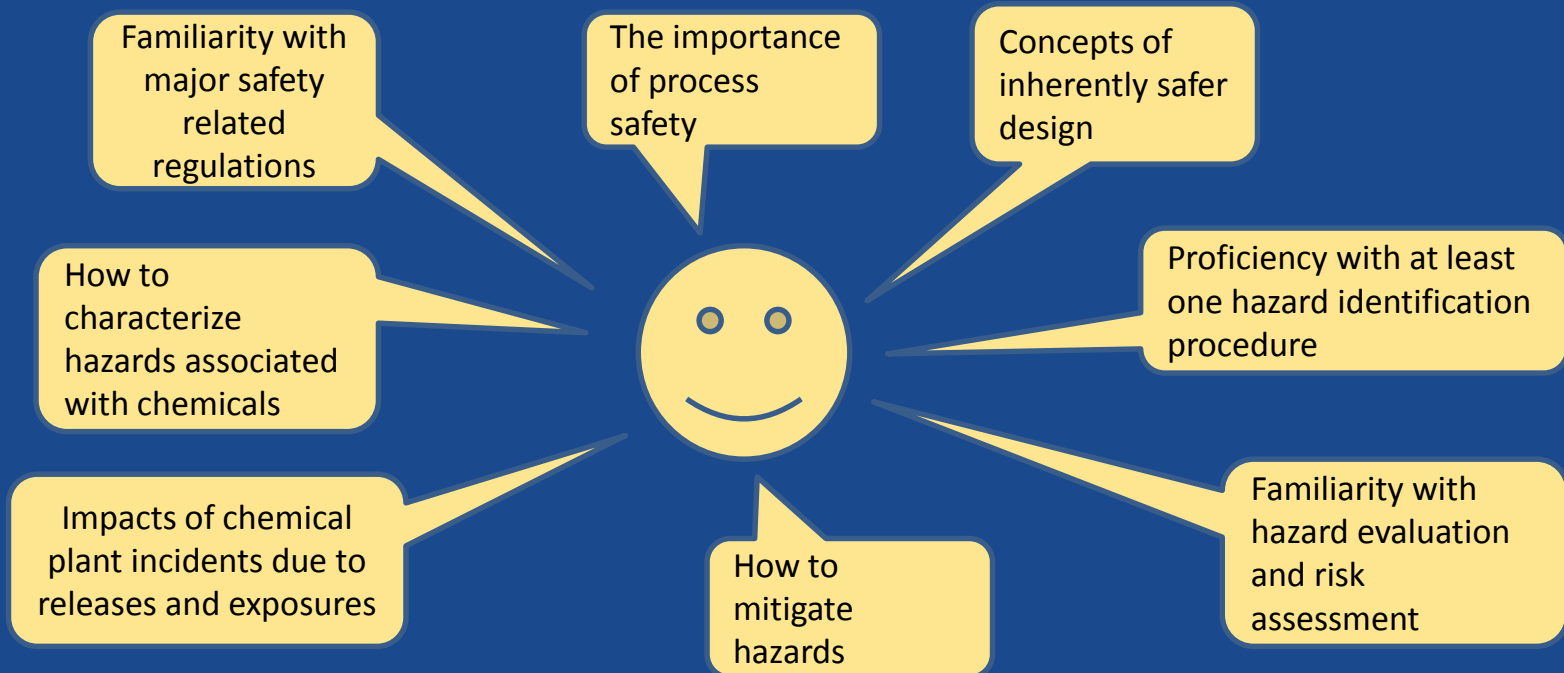 Familiarity with
major safety
related
regulations
The importance
of process
safety
Concepts of
inherently safer
design
How to
characterize
hazards associated
with chemicals
Proficiency with at least
one hazard identification
procedure
Impacts of chemical
plant incidents due to
releases and exposures
How to
mitigate
hazards
Familiarity with
hazard evaluation
and risk
assessment